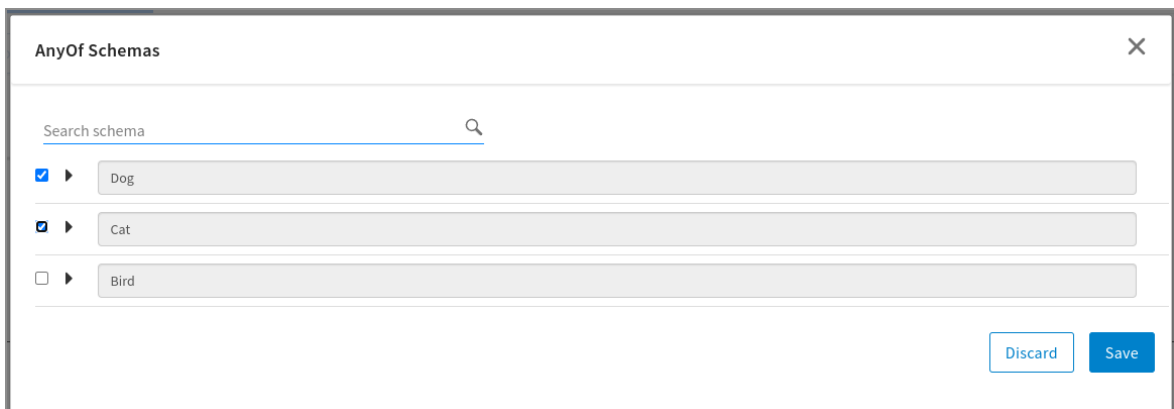 AnyOf Schemas
Search schema
Dog
Cat
Bird
Discard Save